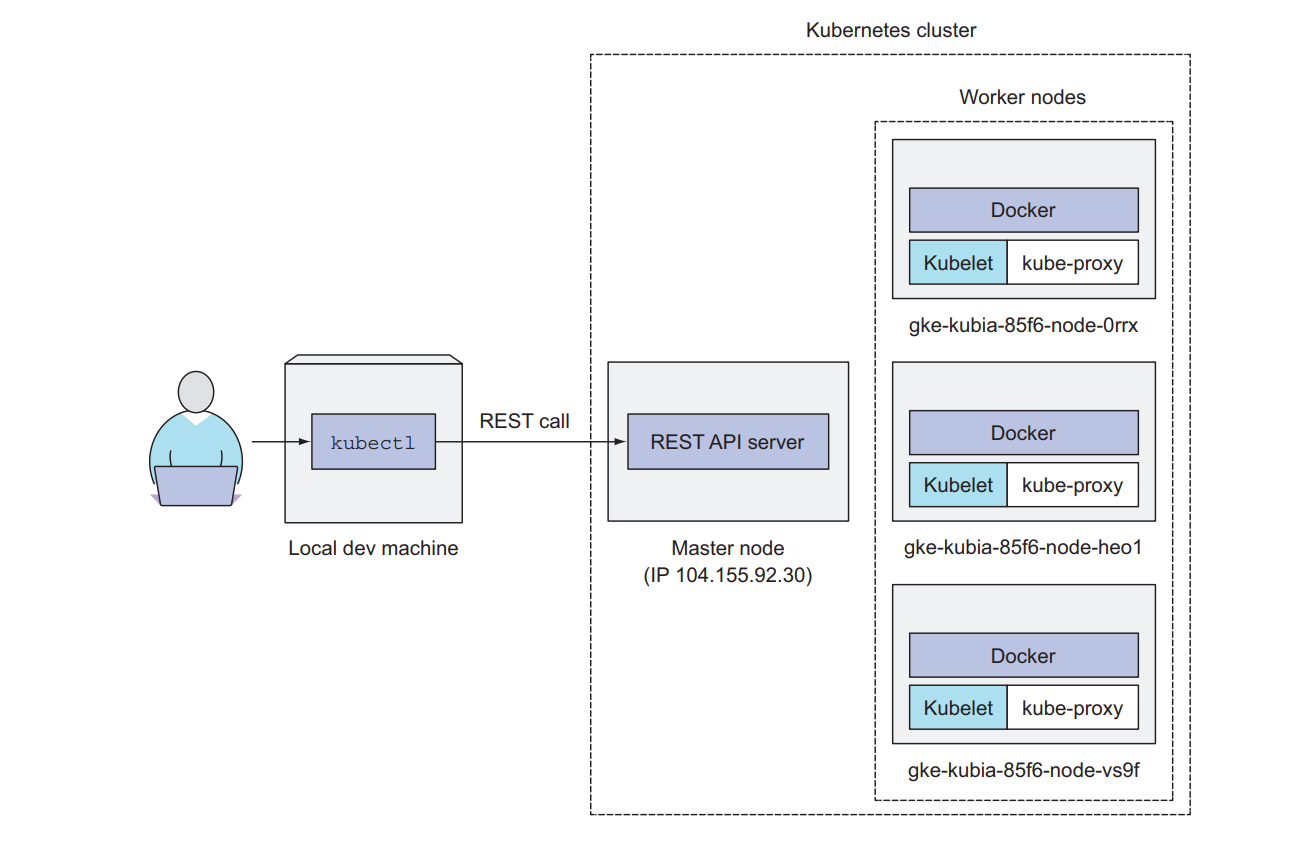 Kubernetes cluster
Worker nodes
Docker
Kubelet
kube-proxy
gke-kubia-85f6-node-0rrx
kubectl
REST call
REST API server
Local dev machine
Master node
(IP 104.155.92.30)
Docker
Kubelet
kube-proxy
gke-kubia-85f6-node-heo1
Docker
Kubelet
kube-proxy
gke-kubia-85f6-node-vs9f